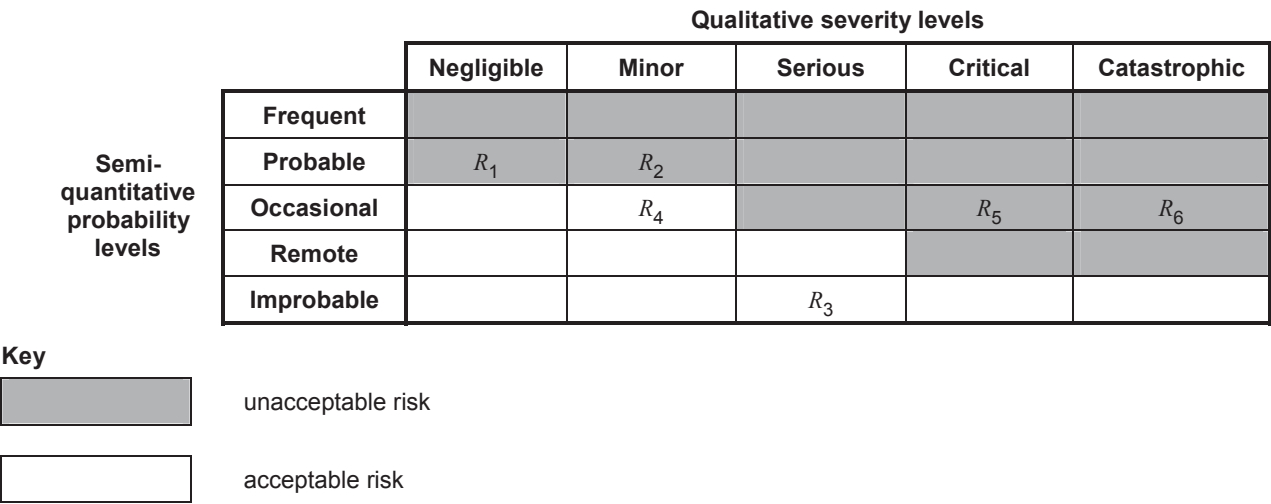 Qualitative severity levels
Negligible Minor Serious Critical Catastrophic
Semi-
quantitative
probability
levels
Frequent
Probable R1 R2
Occasional R4 R5 R6
Remote
Improbable R3
Key
unacceptable risk
acceptable risk